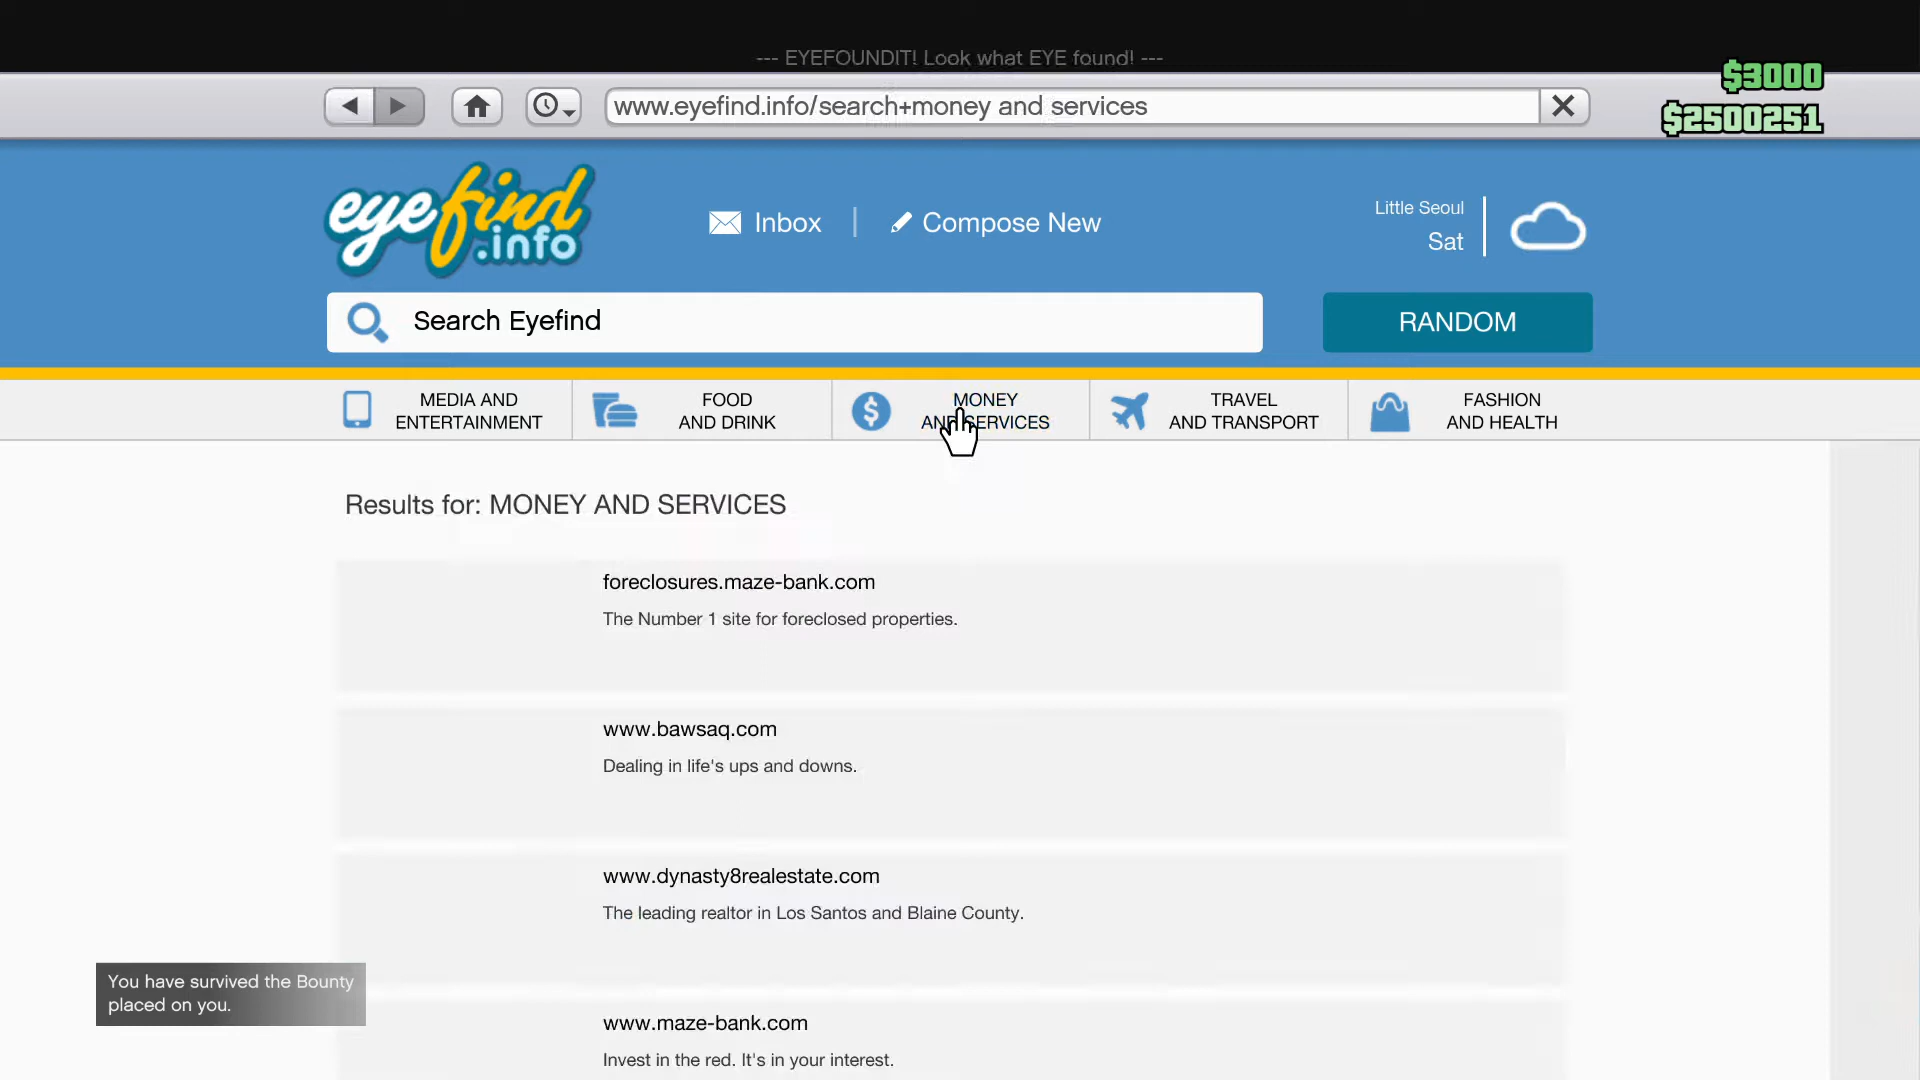 --- EYEFOUNDIT! Look what EYE found! ---
$3000
www.eyefind.info/search+money and services
$2500251
eyefind
.info
Inbox
Compose New
Little Seoul
Sat
Search Eyefind
RANDOM
MEDIA AND
ENTERTAINMENT
FOOD
AND DRINK
MONEY
AND SERVICES
TRAVEL
AND TRANSPORT
FASHION
AND HEALTH
Results for: MONEY AND SERVICES
foreclosures.maze-bank.com
The Number 1 site for foreclosed properties.
www.bawsaq.com
Dealing in life's ups and downs.
www.dynasty8realestate.com
The leading realtor in Los Santos and Blaine County.
You have survived the Bounty
placed on you.
www.maze-bank.com
Invest in the red. It's in your interest.